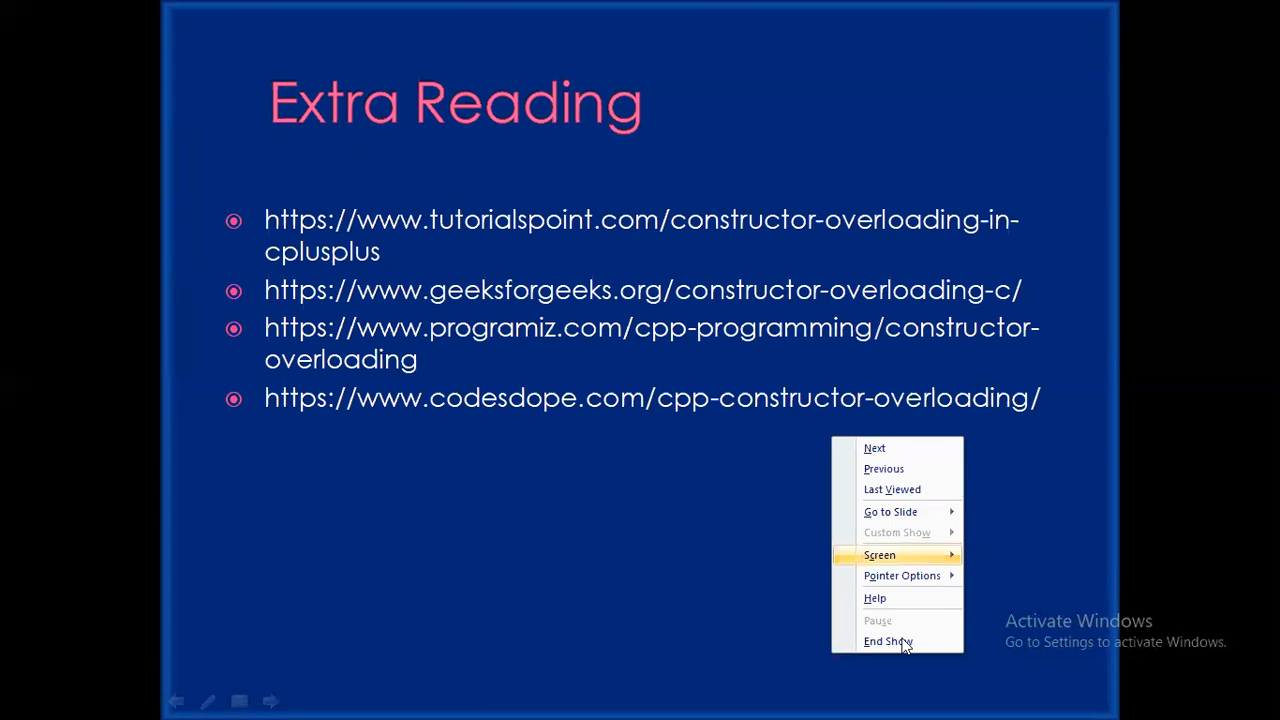 Extra Reading
https://www.tutorialspoint.com/constructor-overloading-in-
cplusplus
https://www.geeksforgeeks.org/constructor-overloading-c/
https://www.programiz.com/cpp-programming/constructor-
overloading
https://www.codesdope.com/cpp-constructor-overloading/
Next
Previous
Last Viewed
Go to Slide
Custom Show
Screen
Pointer Options
Help
Pause
End Show
Activate Windows
Go to Settings to activate Windows.